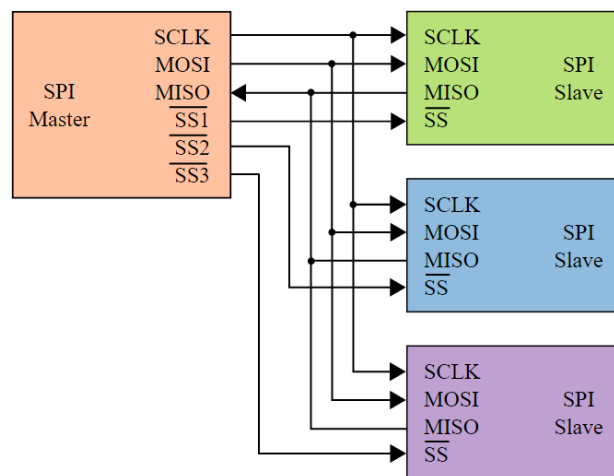 SCLK
MOSI
MISO
SS1
SS2
SS3
SPI
Master
SCLK
MOSI
MISO
SS
SPI
Slave
SCLK
MOSI
MISO
SS
SPI
Slave
SCLK
MOSI
MISO
SS
SPI
Slave